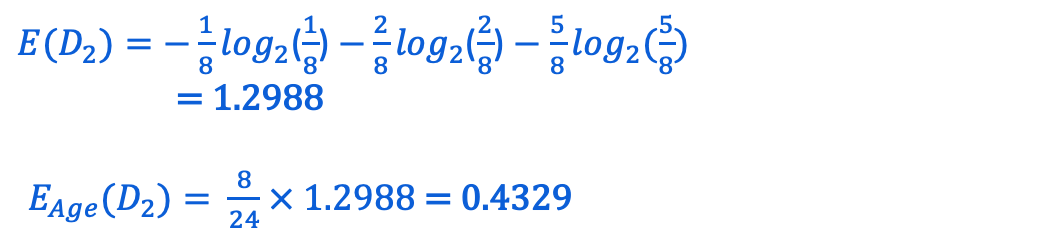 E(D₂) = −1/8 log₂(1/8) − 2/8 log₂(2/8) − 5/8 log₂(5/8)
= 1.2988
E_Age(D₂) = 8/24 × 1.2988 = 0.4329